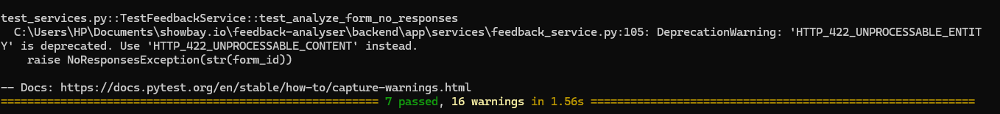 test_services.py::TestFeedbackService::test_analyze_form_no_responses
  C:\Users\HP\Documents\showbay.io\feedback-analyser\backend\app\services\feedback_service.py:105: DeprecationWarning: 'HTTP_422_UNPROCESSABLE_ENTIT
Y' is deprecated. Use 'HTTP_422_UNPROCESSABLE_CONTENT' instead.
    raise NoResponsesException(str(form_id))
-- Docs: https://docs.pytest.org/en/stable/how-to/capture-warnings.html
===================================================== 7 passed, 16 warnings in 1.56s ======================================================